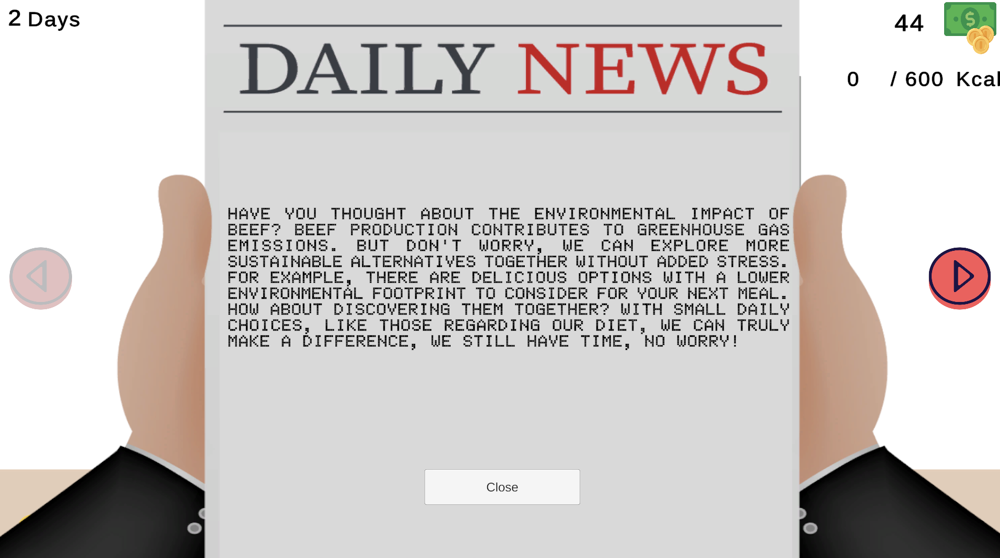 2 Days
44
0 / 600 Kcal
DAILY NEWS
HAVE YOU THOUGHT ABOUT THE ENVIRONMENTAL IMPACT OF
BEEF? BEEF PRODUCTION CONTRIBUTES TO GREENHOUSE GAS
EMISSIONS. BUT DON'T WORRY, WE CAN EXPLORE MORE
SUSTAINABLE ALTERNATIVES TOGETHER WITHOUT ADDED STRESS.
FOR EXAMPLE, THERE ARE DELICIOUS OPTIONS WITH A LOWER
ENVIRONMENTAL FOOTPRINT TO CONSIDER FOR YOUR NEXT MEAL.
HOW ABOUT DISCOVERING THEM TOGETHER? WITH SMALL DAILY
CHOICES, LIKE THOSE REGARDING OUR DIET, WE CAN TRULY
MAKE A DIFFERENCE, WE STILL HAVE TIME, NO WORRY!
Close